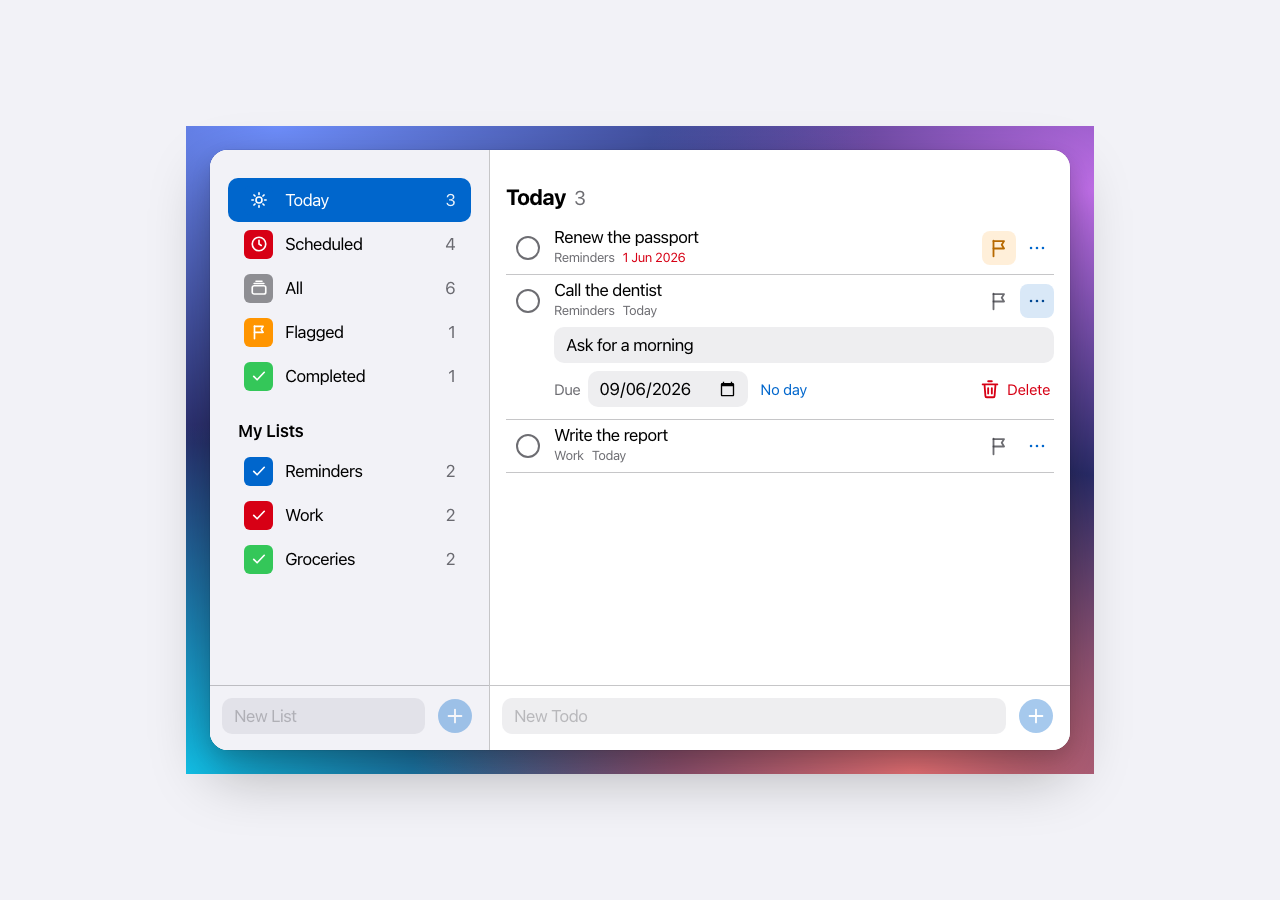 Today 3
Scheduled 4
All 6
Flagged 1
Completed 1
My Lists
Reminders 2
Work 2
Groceries 2
New List
Today 3
Renew the passport
Reminders 1 Jun 2026
Call the dentist
Reminders Today
Ask for a morning
Due 09/06/2026 No day Delete
Write the report
Work Today
New Todo